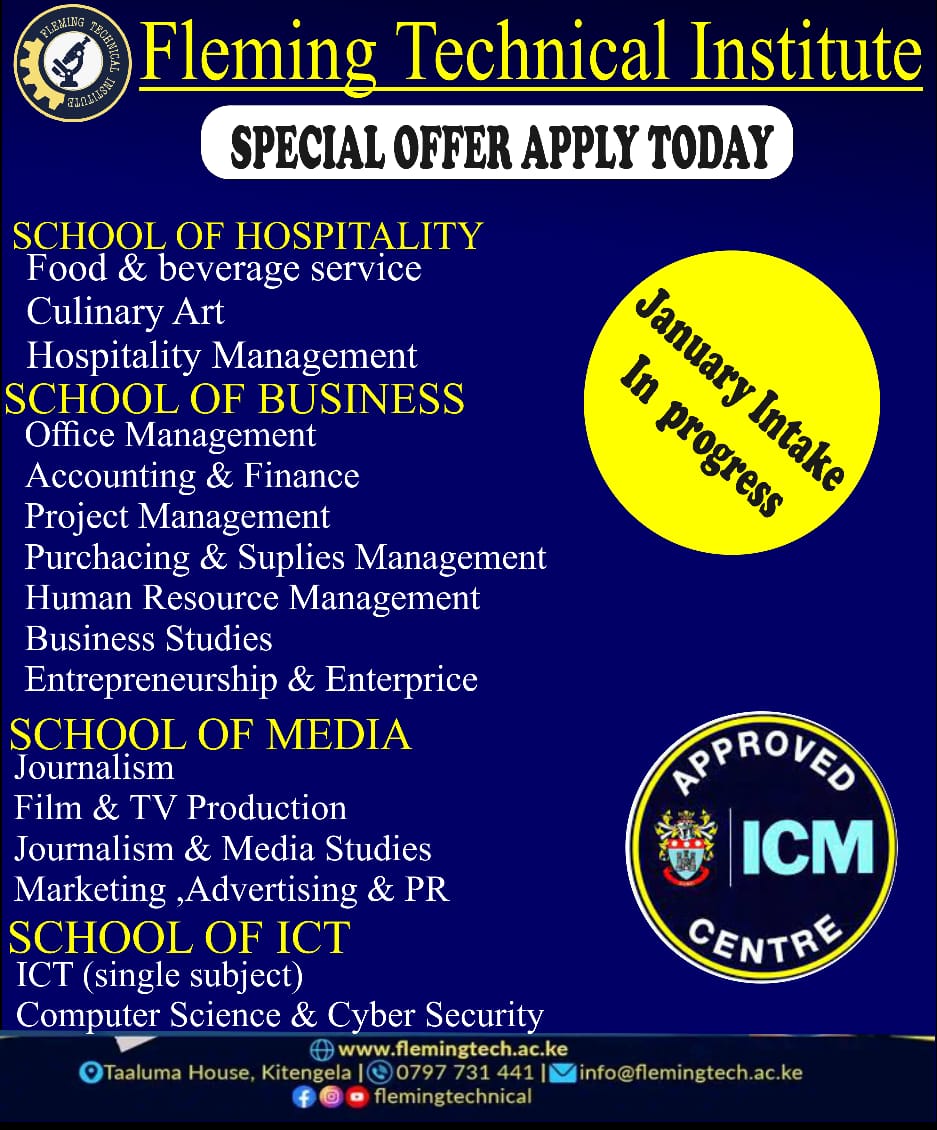 FLEMING TECHNICAL INSTITUTE
Fleming Technical Institute
SPECIAL OFFER APPLY TODAY
SCHOOL OF HOSPITALITY
Food & beverage service
Culinary Art
Hospitality Management
January Intake
In progress
SCHOOL OF BUSINESS
Office Management
Accounting & Finance
Project Management
Purchacing & Suplies Management
Human Resource Management
Business Studies
Entrepreneurship & Enterprice
SCHOOL OF MEDIA
Journalism
Film & TV Production
Journalism & Media Studies
Marketing ,Advertising & PR
APPROVED
ICM
CENTRE
SCHOOL OF ICT
ICT (single subject)
Computer Science & Cyber Security
www.flemingtech.ac.ke
Taaluma House, Kitengela | 0797 731 441 | info@flemingtech.ac.ke
flemingtechnical